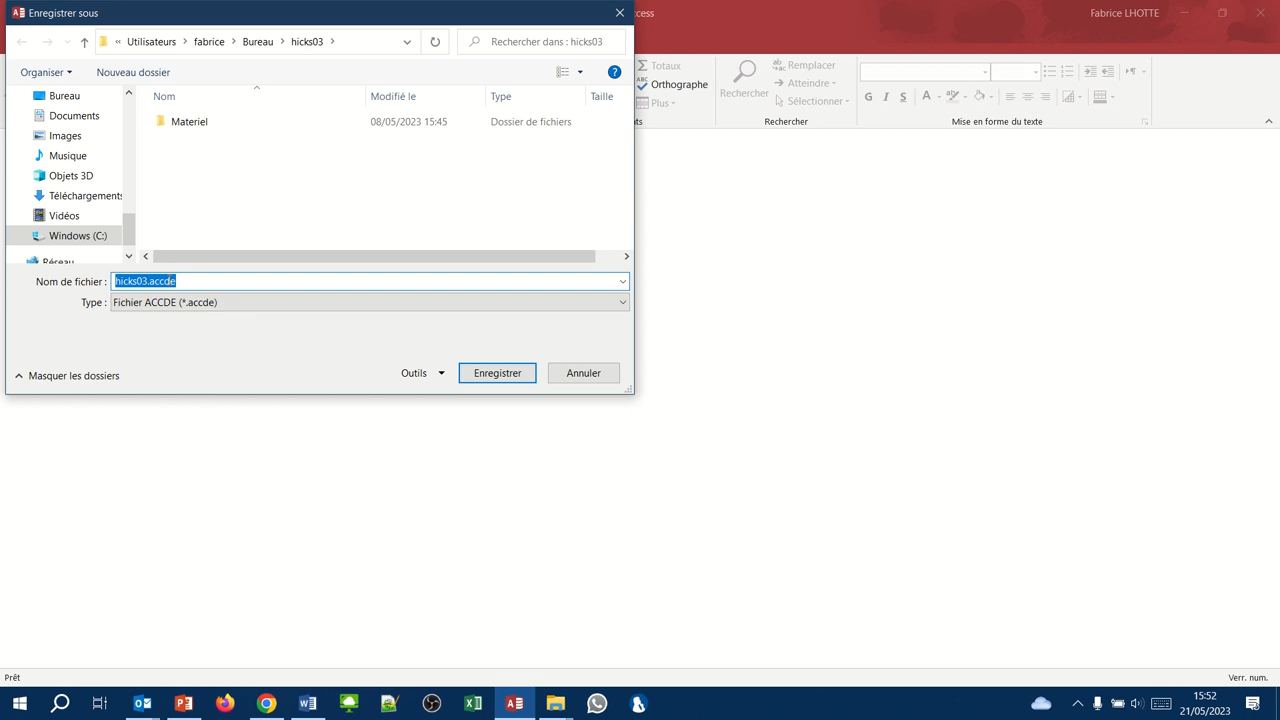 Enregistrer sous
cess
Fabrice LHOTTE
« Utilisateurs > fabrice > Bureau > hicks03 >
Rechercher dans : hicks03
Organiser
Nouveau dossier
Bureau
Documents
Images
Musique
Objets 3D
Téléchargements
Vidéos
Windows (C:)
Réseau
Nom
Modifié le
Type
Taille
Materiel
08/05/2023 15:45
Dossier de fichiers
Nom de fichier :
hicks03.accde
Type :
Fichier ACCDE (*.accde)
Masquer les dossiers
Outils
Enregistrer
Annuler
Totaux
Orthographe
Plus
nts
Rechercher
Remplacer
Atteindre
Sélectionner
Rechercher
G I S
Mise en forme du texte
Prêt
Verr. num.
15:52
21/05/2023